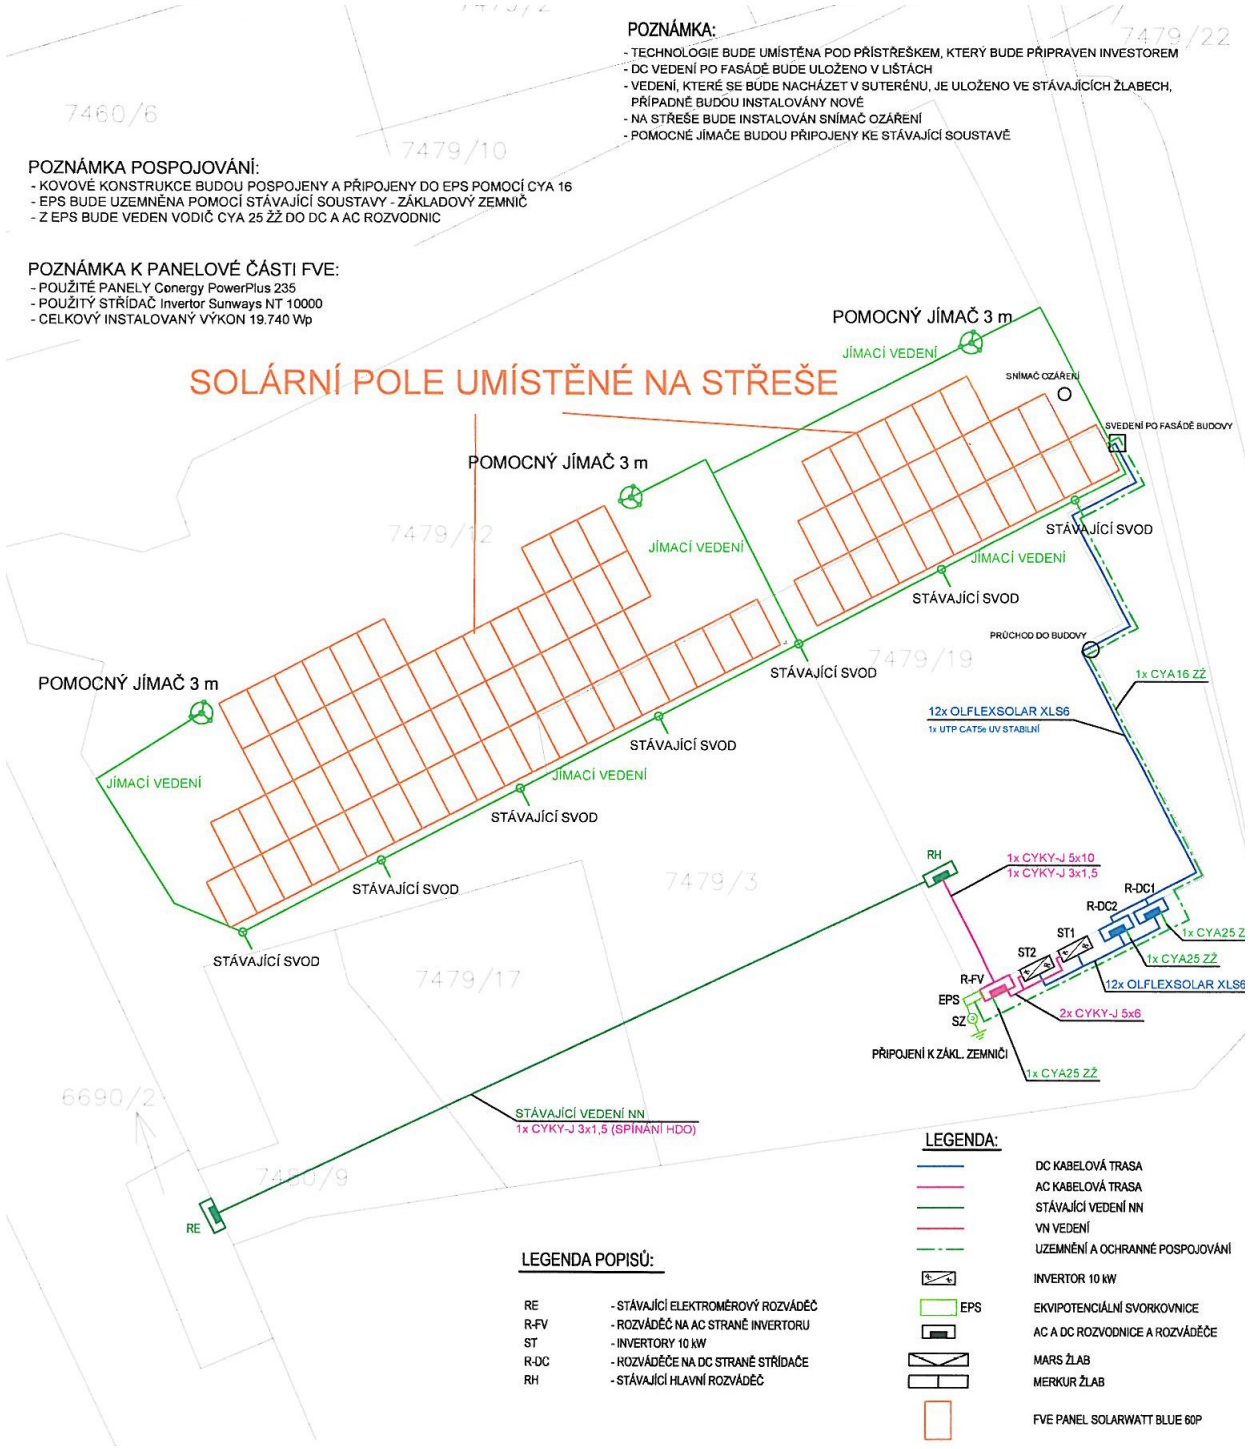 7479/2
POZNÁMKA:
- TECHNOLOGIE BUDE UMÍSTĚNA POD PŘÍSTŘEŠKEM, KTERÝ BUDE PŘIPRAVEN INVESTOREM
- DC VEDENÍ PO FASÁDĚ BUDE ULOŽENO V LIŠTÁCH
- VEDENÍ, KTERÉ SE BUDE NACHÁZET V SUTERÉNU, JE ULOŽENO VE STÁVAJÍCÍCH ŽLABECH,
PŘÍPADNĚ BUDOU INSTALOVÁNY NOVÉ
- NA STŘEŠE BUDE INSTALOVÁN SNÍMAČ OZÁŘENÍ
- POMOCNÉ JÍMAČE BUDOU PŘIPOJENY KE STÁVAJÍCÍ SOUSTAVĚ
7479/22
7460/6
7479/10
POZNÁMKA POSPOJOVÁNÍ:
- KOVOVÉ KONSTRUKCE BUDOU POSPOJENY A PŘIPOJENY DO EPS POMOCÍ CYA 16
- EPS BUDE UZEMNĚNA POMOCÍ STÁVAJÍCÍ SOUSTAVY - ZÁKLADOVÝ ZEMNIČ
- Z EPS BUDE VEDEN VODIČ CYA 25 ZŽ DO DC A AC ROZVODNIC
POZNÁMKA K PANELOVÉ ČÁSTI FVE:
- POUŽITÉ PANELY Conergy PowerPlus 235
- POUŽITÝ STŘÍDAČ Invertor Sunways NT 10000
- CELKOVÝ INSTALOVANÝ VÝKON 19.740 Wp
POMOCNÝ JÍMAČ 3 m
JÍMACÍ VEDENÍ
SOLÁRNÍ POLE UMÍSTĚNÉ NA STŘEŠE
SNÍMAČ OZÁŘENÍ
SVEDENÍ PO FASÁDĚ BUDOVY
POMOCNÝ JÍMAČ 3 m
7479/12
JÍMACÍ VEDENÍ
STÁVAJÍCÍ SVOD
JÍMACÍ VEDENÍ
STÁVAJÍCÍ SVOD
PRŮCHOD DO BUDOVY
7479/19
STÁVAJÍCÍ SVOD
1x CYA16 ZŽ
POMOCNÝ JÍMAČ 3 m
12x OLFLEXSOLAR XLS6
1x UTP CAT5e UV STABILNÍ
STÁVAJÍCÍ SVOD
JÍMACÍ VEDENÍ
JÍMACÍ VEDENÍ
STÁVAJÍCÍ SVOD
RH
1x CYKY-J 5x10
1x CYKY-J 3x1,5
7479/3
STÁVAJÍCÍ SVOD
R-DC1
R-DC2
ST1
1x CYA25 Z
ST2
1x CYA25 ZŽ
STÁVAJÍCÍ SVOD
7479/17
R-FV
12x OLFLEXSOLAR XLS6
EPS
SZ
2x CYKY-J 5x6
PŘIPOJENÍ K ZÁKL. ZEMNIČI
1x CYA25 ZŽ
6690/2
STÁVAJÍCÍ VEDENÍ NN
1x CYKY-J 3x1,5 (SPÍNÁNÍ HDO)
7480/9
RE
LEGENDA:
DC KABELOVÁ TRASA
AC KABELOVÁ TRASA
STÁVAJÍCÍ VEDENÍ NN
VN VEDENÍ
UZEMNĚNÍ A OCHRANNÉ POSPOJOVÁNÍ
INVERTOR 10 kW
EPS EKVIPOTENCIÁLNÍ SVORKOVNICE
AC A DC ROZVODNICE A ROZVÁDĚČE
MARS ŽLAB
MERKUR ŽLAB
FVE PANEL SOLARWATT BLUE 60P
LEGENDA POPISŮ:
RE - STÁVAJÍCÍ ELEKTROMĚROVÝ ROZVÁDĚČ
R-FV - ROZVÁDĚČ NA AC STRANĚ INVERTORU
ST - INVERTORY 10 kW
R-DC - ROZVÁDĚČE NA DC STRANĚ STŘÍDAČE
RH - STÁVAJÍCÍ HLAVNÍ ROZVÁDĚČ